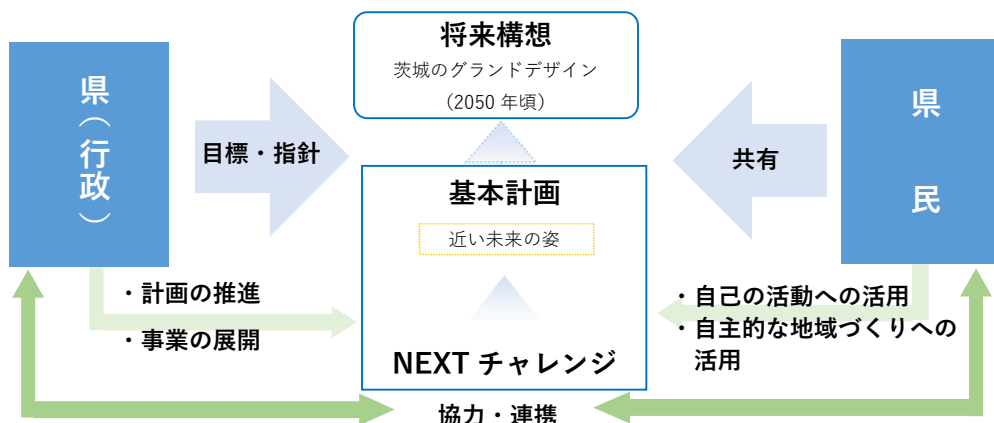 将来構想
茨城のグランドデザイン
（2050 年頃）
県（行政）
目標・指針
共有
県民
基本計画
近い未来の姿
・計画の推進
・事業の展開
・自己の活動への活用
・自主的な地域づくりへの
活用
NEXT チャレンジ
協力・連携